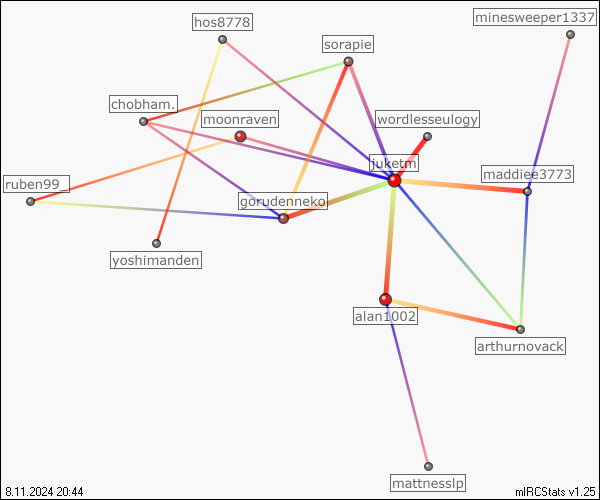 hos8778
minesweeper1337
sorapie
chobham.
moonraven
wordlesseulogy
juketm
maddiee3773
ruben99_
gorudenneko
yoshimanden
alan1002
arthurnovack
mattnesslp
8.11.2024 20:44
mIRCStats v1.25